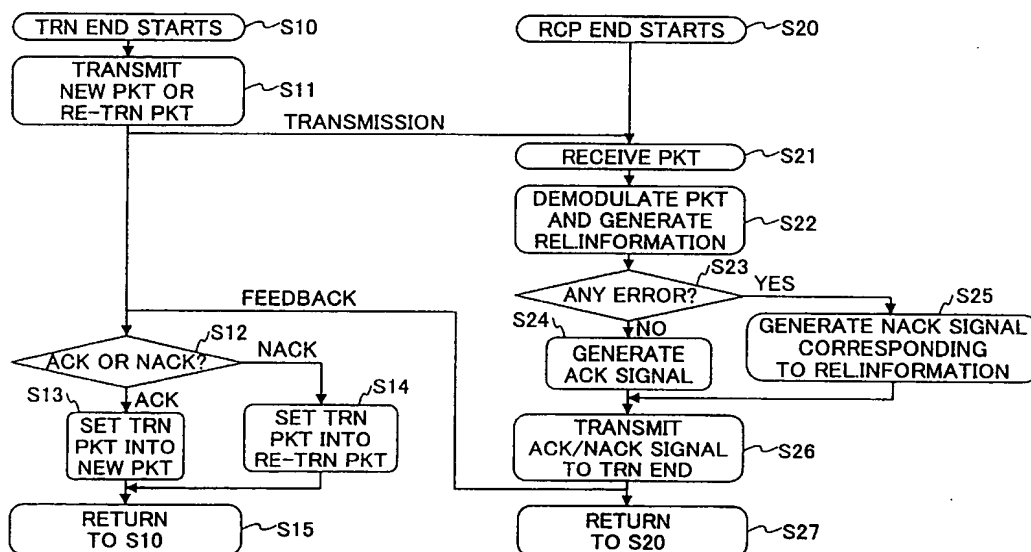 TRN END STARTS
S10
TRANSMIT
NEW PKT OR
RE-TRN PKT
S11
TRANSMISSION
RCP END STARTS
S20
RECEIVE PKT
S21
DEMODULATE PKT
AND GENERATE
REL.INFORMATION
S22
S23
ANY ERROR?
YES
NO
S24
GENERATE
ACK SIGNAL
S25
GENERATE NACK SIGNAL
CORRESPONDING
TO REL.INFORMATION
FEEDBACK
S12
ACK OR NACK?
NACK
ACK
S13
SET TRN
PKT INTO
NEW PKT
S14
SET TRN
PKT INTO
RE-TRN PKT
TRANSMIT
ACK/NACK SIGNAL
TO TRN END
S26
RETURN
TO S10
S15
RETURN
TO S20
S27